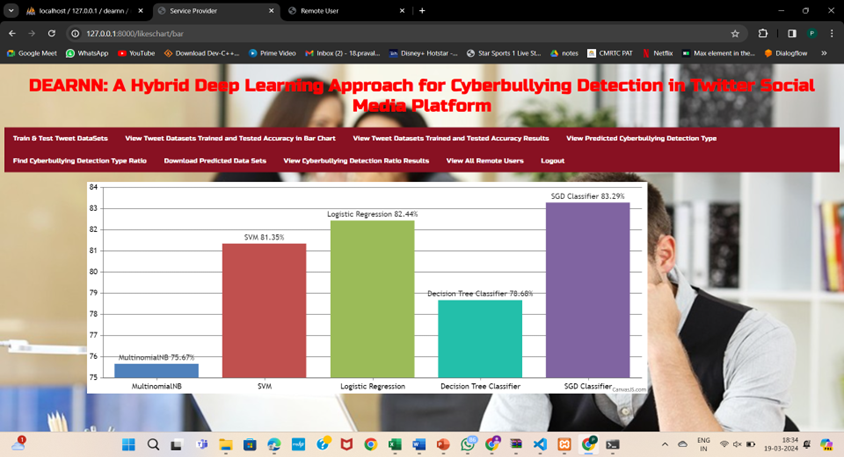 localhost / 127.0.0.1 / dearnn /
Service Provider
Remote User
127.0.0.1:8000/likeschart/bar
Google Meet
WhatsApp
YouTube
Download Dev-C++...
Prime Video
Inbox (2) - 18.praval...
Disney+ Hotstar -...
Star Sports 1 Live St...
notes
CMRTC PAT
Netflix
Max element in the...
Dialogflow
DEARNN: A Hybrid Deep Learning Approach for Cyberbullying Detection in Twitter Social
Media Platform
Train & Test Tweet DataSets
View Tweet Datasets Trained and Tested Accuracy in Bar Chart
View Tweet Datasets Trained and Tested Accuracy Results
View Predicted Cyberbullying Detection Type
Find Cyberbullying Detection Type Ratio
Download Predicted Data Sets
View Cyberbullying Detection Ratio Results
View All Remote Users
Logout
84
83
82
81
80
79
78
77
76
75
MultinomialNB 75.67%
SVM 81.35%
Logistic Regression 82.44%
Decision Tree Classifier 78.68%
SGD Classifier 83.29%
MultinomialNB
SVM
Logistic Regression
Decision Tree Classifier
SGD Classifier
CanvasJS.com
ENG
IN
18:34
19-03-2024